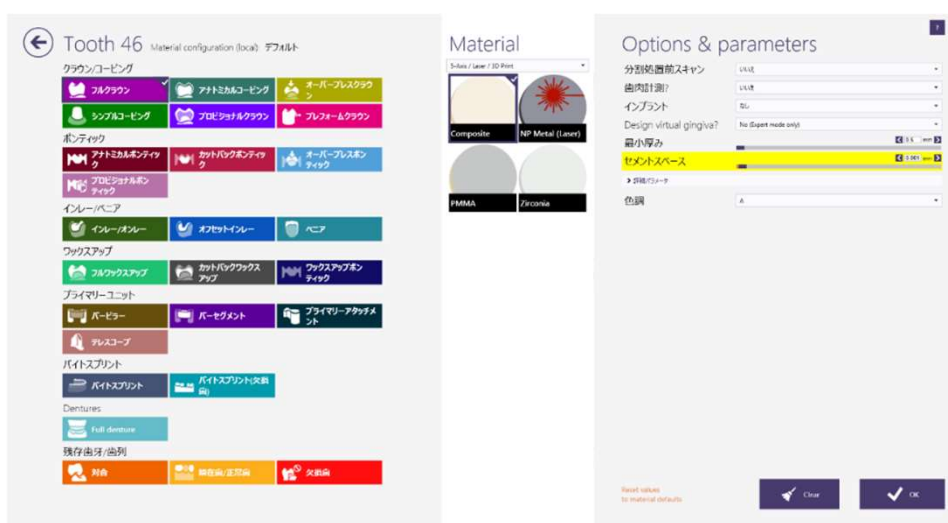 Tooth 46 Material configuration (local) デフォルト
クラウン/コーピング
フルクラウン
アナトミカルコーピング
オーバープレスクラウ
ン
シンプルコーピング
プロビジョナルクラウン
プレフォームクラウン
ポンティック
アナトミカルポンティッ
ク
カットバックポンティッ
ク
オーバープレスポン
ティック
プロビジョナルポン
ティック
インレー/ベニア
インレー/オンレー
オフセットインレー
ベニア
ワックスアップ
フルワックスアップ
カットバックワックス
アップ
ワックスアップポン
ティック
プライマリーユニット
バーピラー
バーセグメント
プライマリーアタッチメ
ント
テレスコープ
バイトスプリント
バイトスプリント
バイトスプリント(欠損
歯)
Dentures
Full denture
残存歯牙/歯列
対合
隣在歯/正常歯
欠損歯
Material
5-Axis / Laser / 3D Print
Composite
NP Metal (Laser)
PMMA
Zirconia
?
Options & parameters
分割処置前スキャン
いいえ
歯肉計測?
いいえ
インプラント
なし
Design virtual gingiva?
No (Expert mode only)
最小厚み
mm
セメントスペース
mm
詳細パラメータ
色調
A
Reset values
to material defaults
Clear
OK